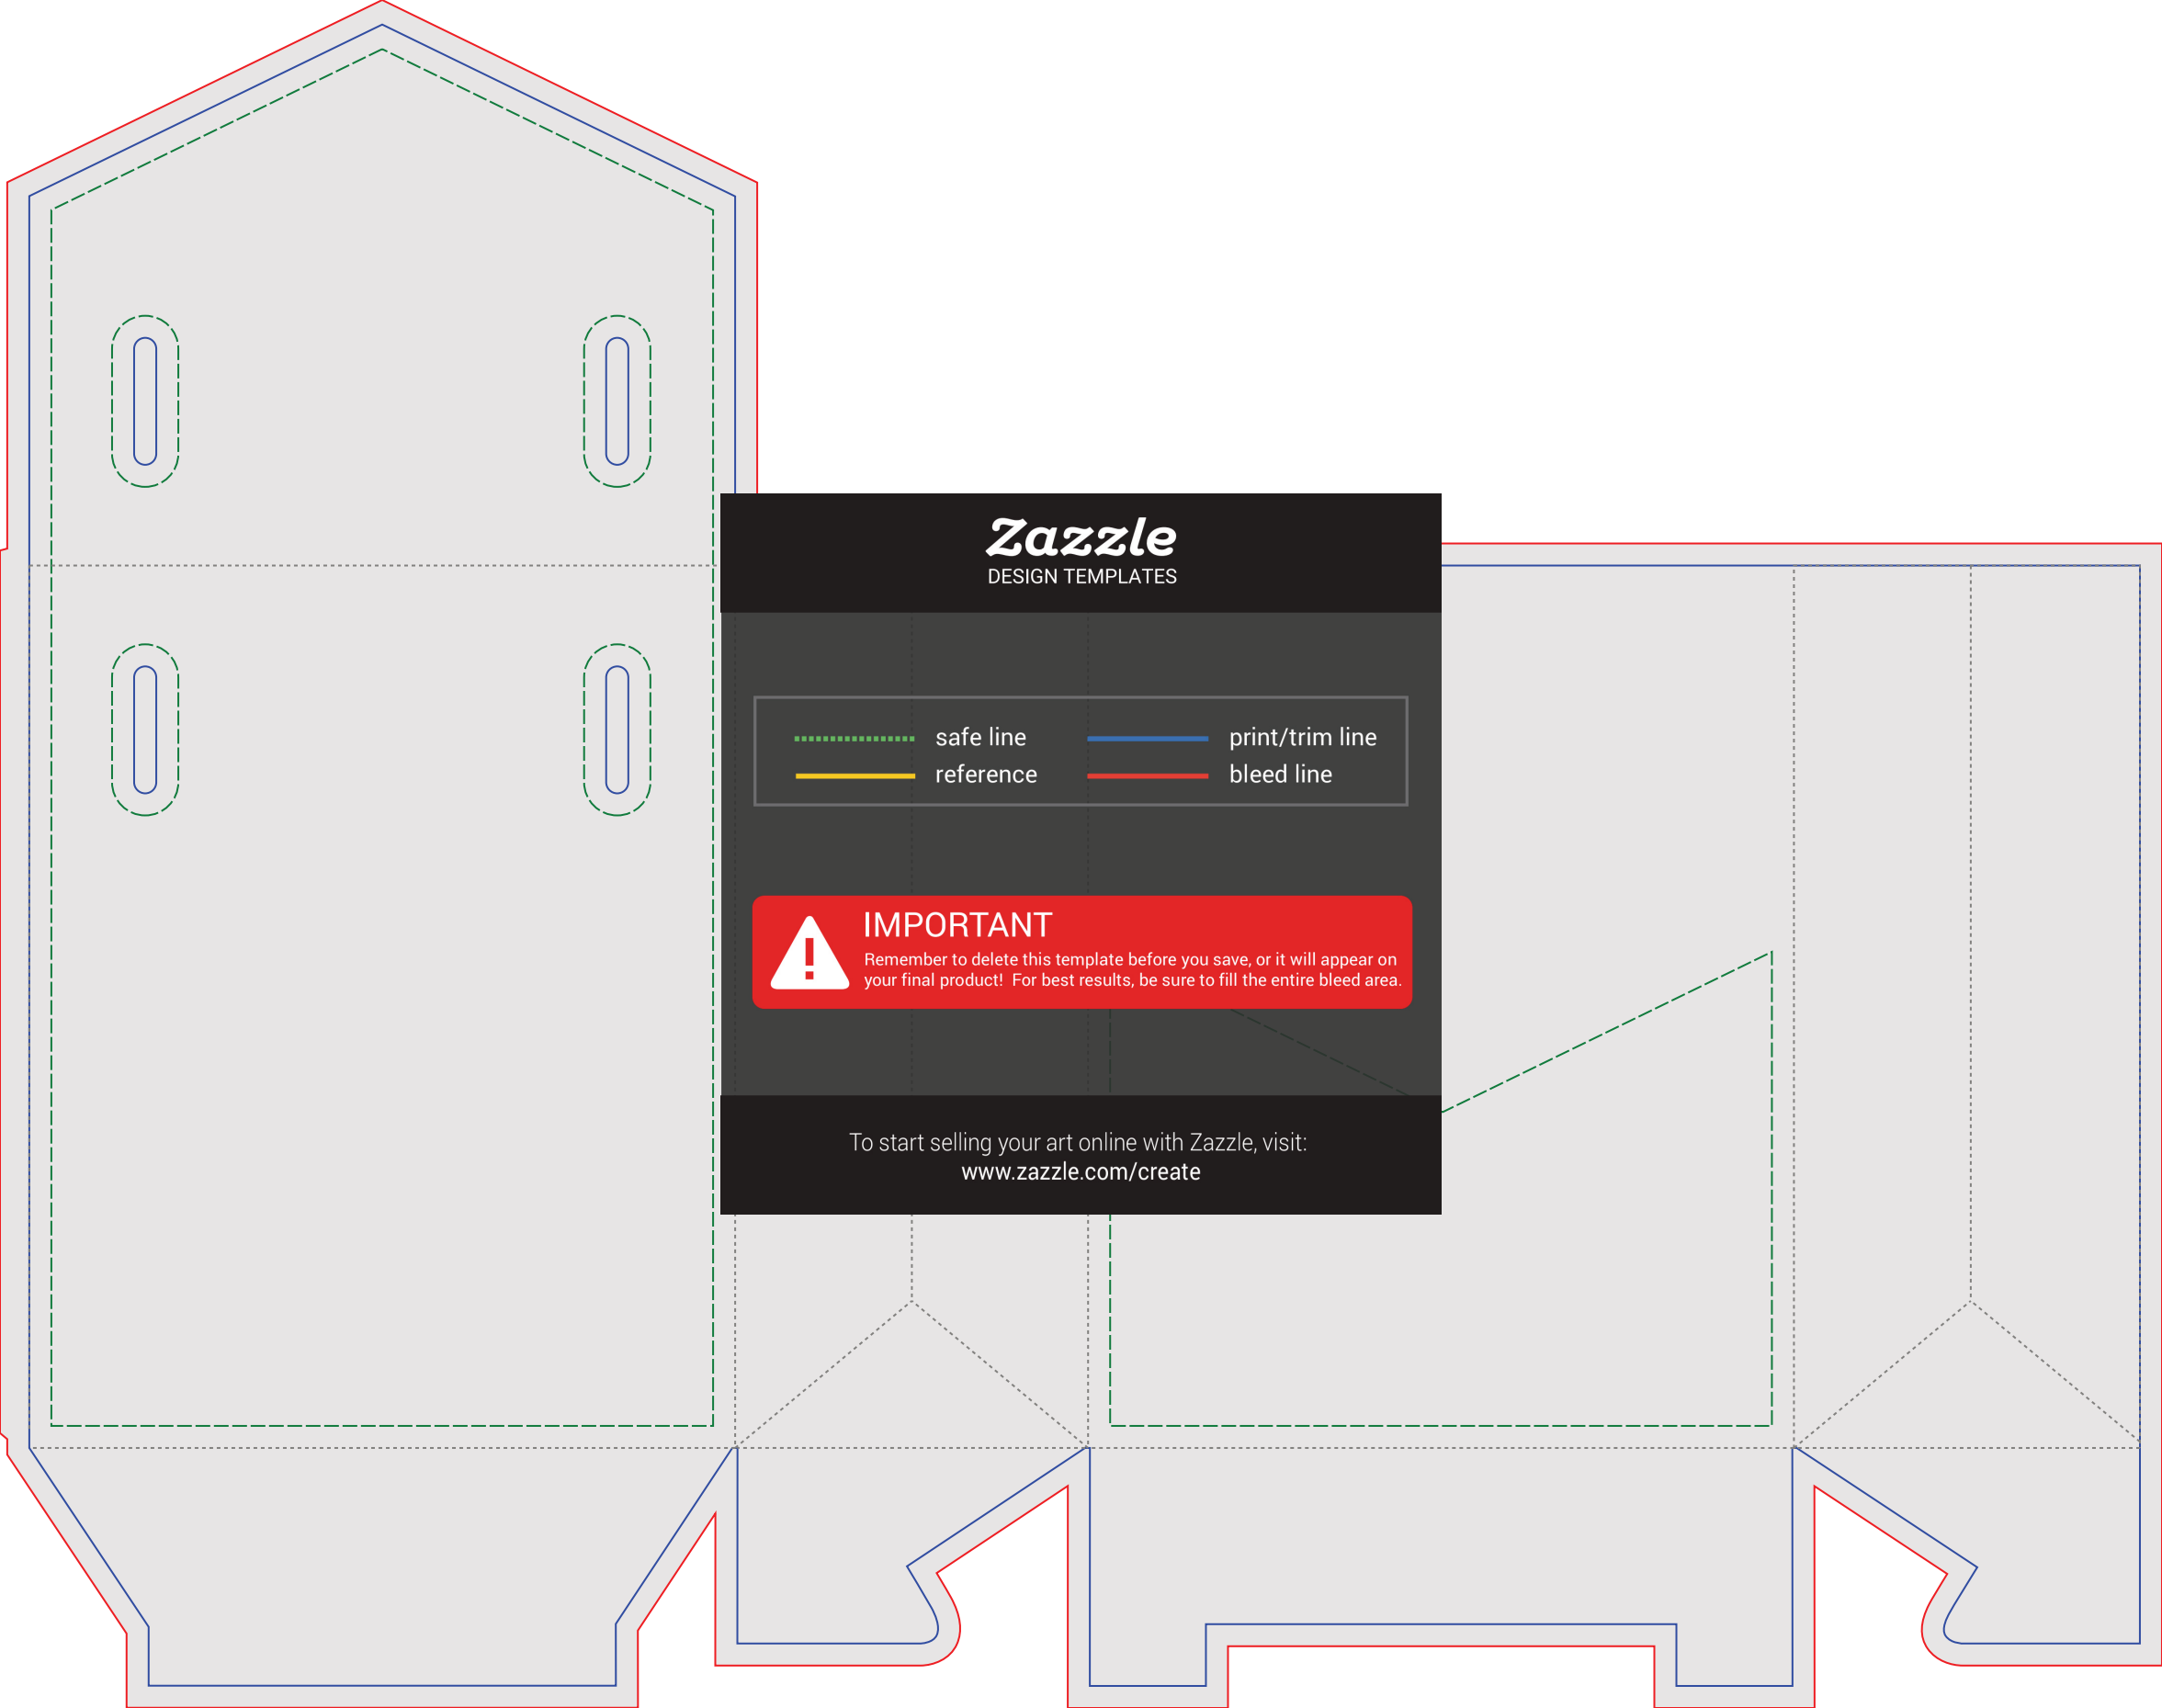 Zazzle
DESIGN TEMPLATES
safe line
print/trim line
reference
bleed line
IMPORTANT
Remember to delete this template before you save, or it will appear on
your final product!  For best results, be sure to fill the entire bleed area.
To start selling your art online with Zazzle, visit:
www.zazzle.com/create